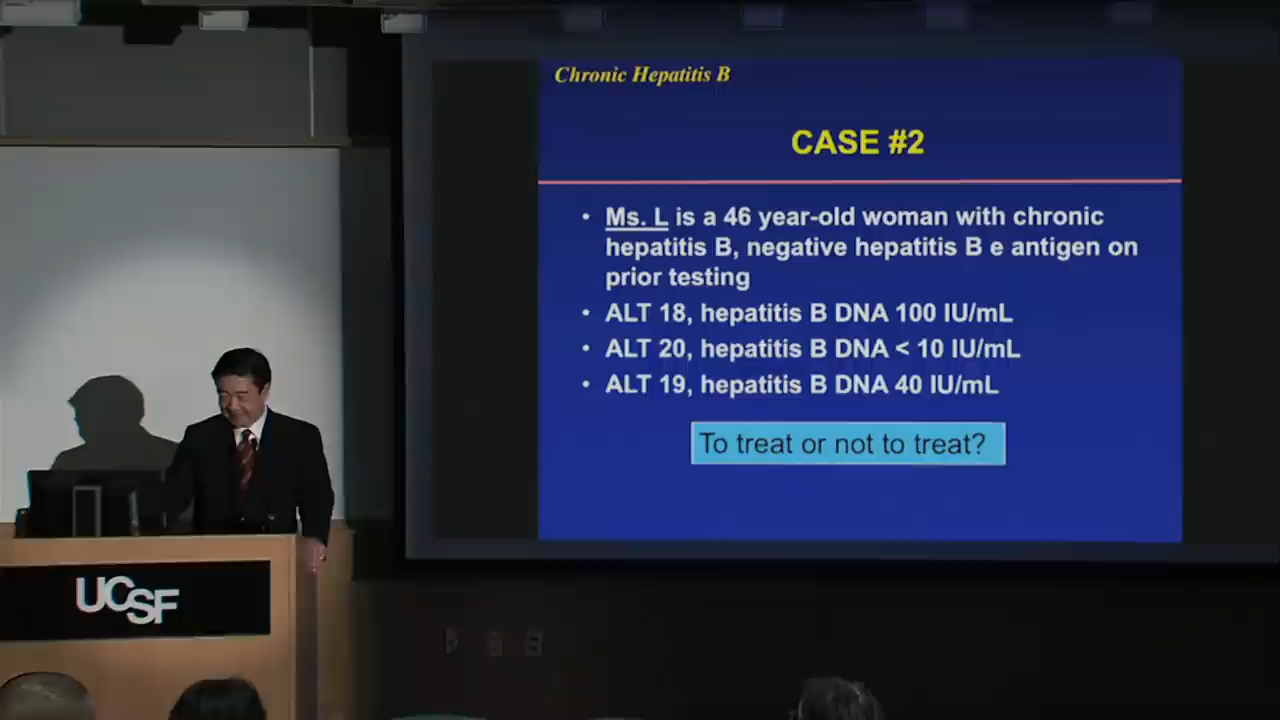 Chronic Hepatitis B
CASE #2
• Ms. L is a 46 year-old woman with chronic
hepatitis B, negative hepatitis B e antigen on
prior testing
• ALT 18, hepatitis B DNA 100 IU/mL
• ALT 20, hepatitis B DNA < 10 IU/mL
• ALT 19, hepatitis B DNA 40 IU/mL
To treat or not to treat?
UCSF